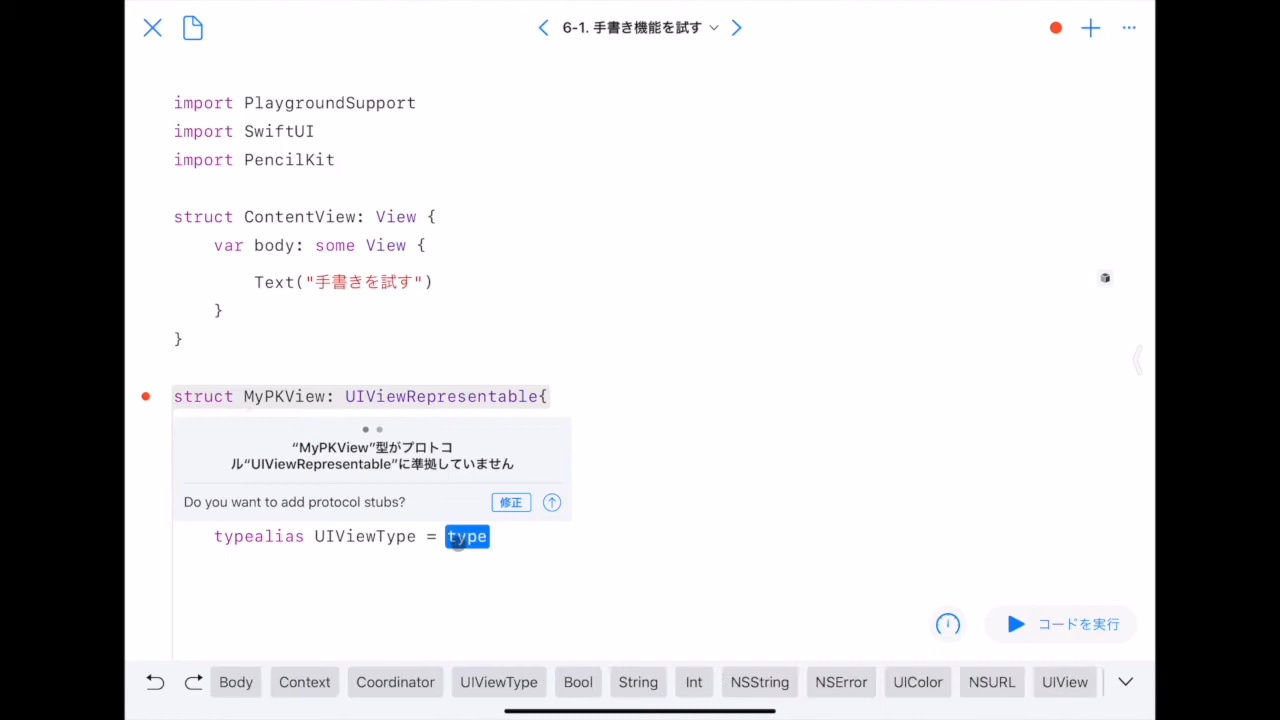 6-1. 手書き機能を試す
import PlaygroundSupport
import SwiftUI
import PencilKit
struct ContentView: View {
var body: some View {
Text("手書きを試す")
}
}
struct MyPKView: UIViewRepresentable{
“MyPKView”型がプロトコ
ル“UIViewRepresentable”に準拠していません
Do you want to add protocol stubs? 修正
typealias UIViewType = type
コードを実行
Body Context Coordinator UIViewType Bool String Int NSString NSError UIColor NSURL UIView